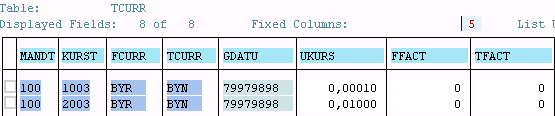 Table: TCURR
Displayed Fields: 8 of 8 Fixed Columns: 5 List
MANDT KURST FCURR TCURR GDATU UKURS FFACT TFACT
100 1003 BYR BYN 79979898 0,00010 0 0
100 2003 BYR BYN 79979898 0,01000 0 0